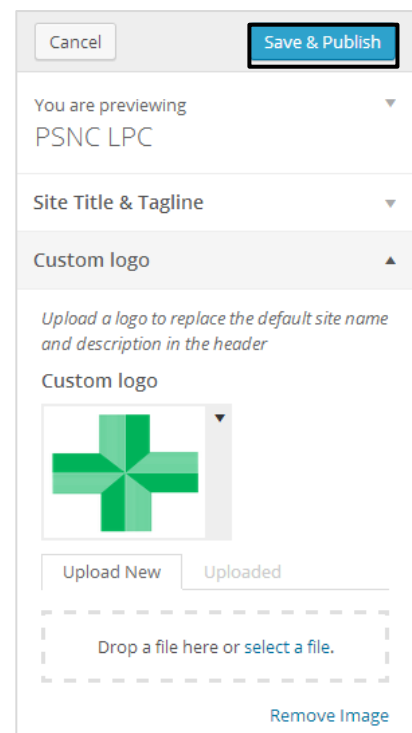 Cancel
Save & Publish
You are previewing
PSNC LPC
Site Title & Tagline
Custom logo
Upload a logo to replace the default site name
and description in the header
Custom logo
Upload New
Uploaded
Drop a file here or select a file.
Remove Image